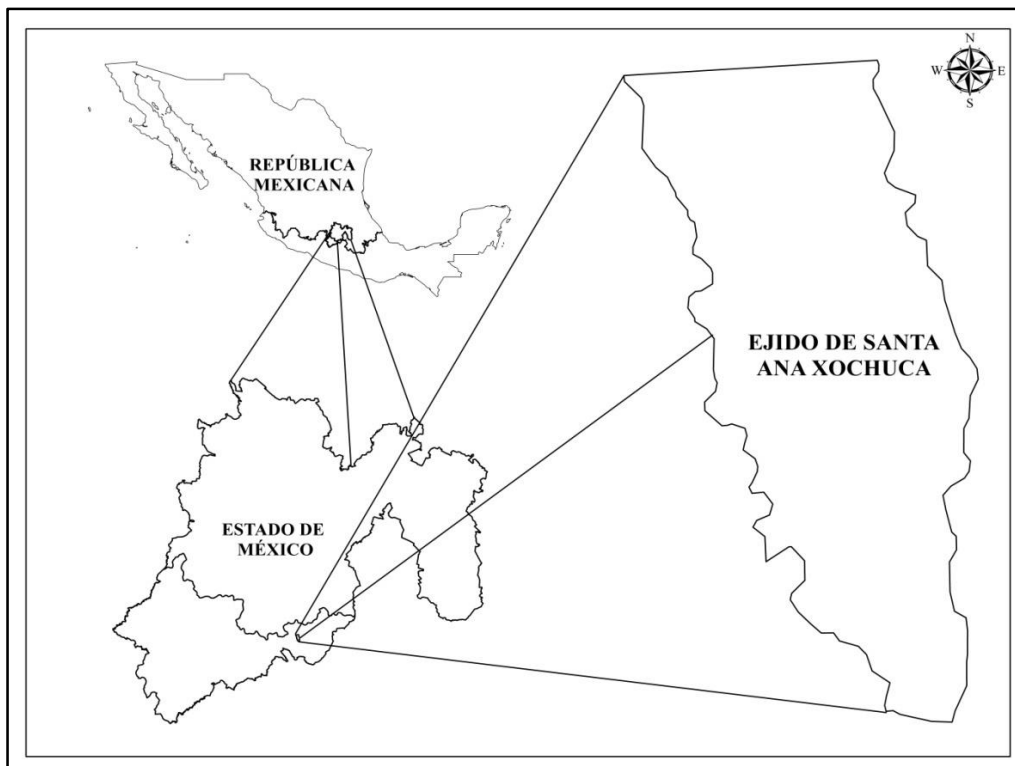 N
W E
S
REPÚBLICA
MEXICANA
EJIDO DE SANTA
ANA XOCHUCA
ESTADO DE
MÉXICO